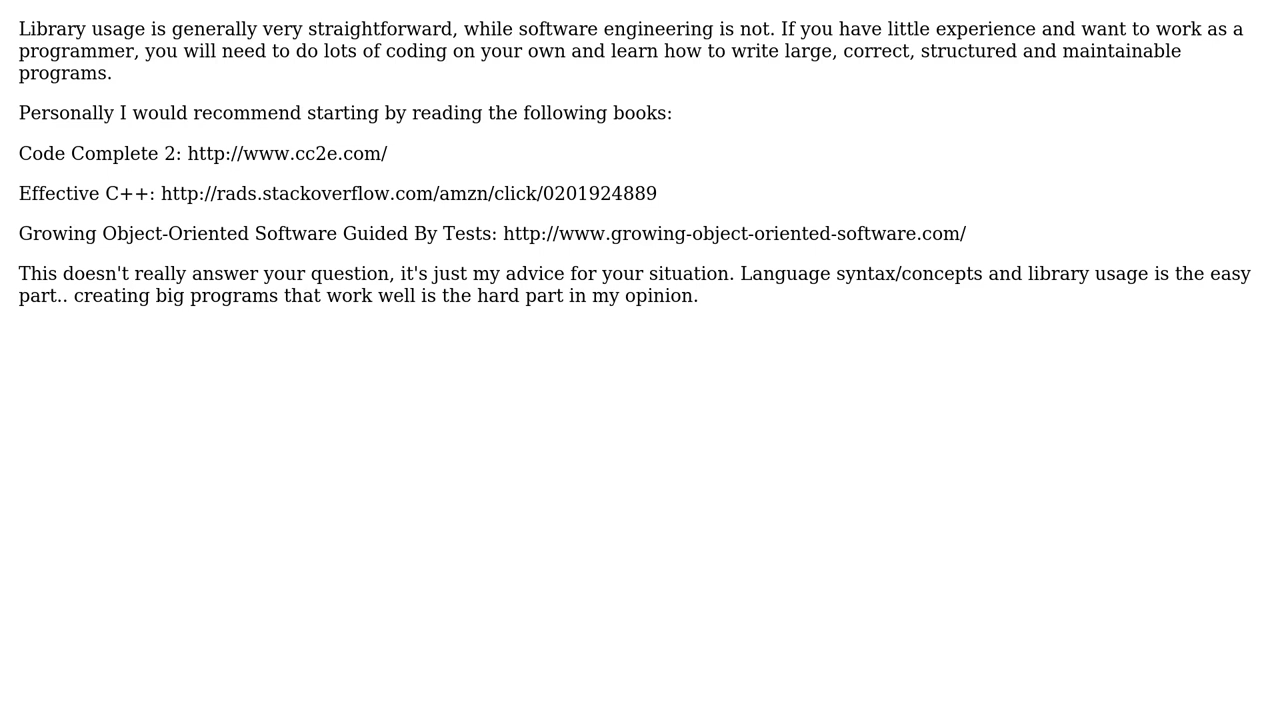 Library usage is generally very straightforward, while software engineering is not. If you have little experience and want to work as a
programmer, you will need to do lots of coding on your own and learn how to write large, correct, structured and maintainable
programs.
Personally I would recommend starting by reading the following books:
Code Complete 2: http://www.cc2e.com/
Effective C++: http://rads.stackoverflow.com/amzn/click/0201924889
Growing Object-Oriented Software Guided By Tests: http://www.growing-object-oriented-software.com/
This doesn't really answer your question, it's just my advice for your situation. Language syntax/concepts and library usage is the easy
part.. creating big programs that work well is the hard part in my opinion.